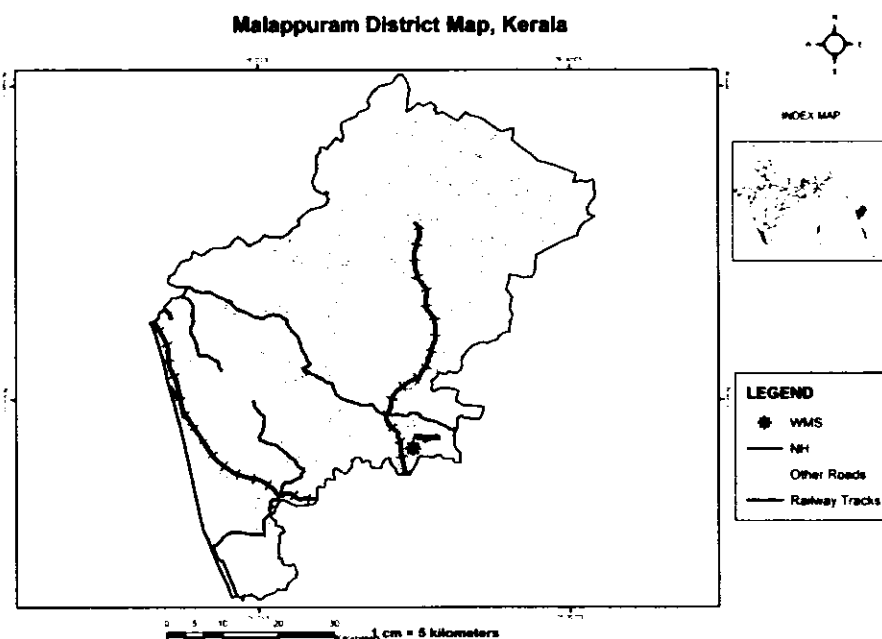 Malappuram District Map, Kerala
N
E
S
INDEX MAP
LEGEND
WMS
NH
Other Roads
Railway Tracks
0 5 10 20 30
1 cm = 5 kilometers